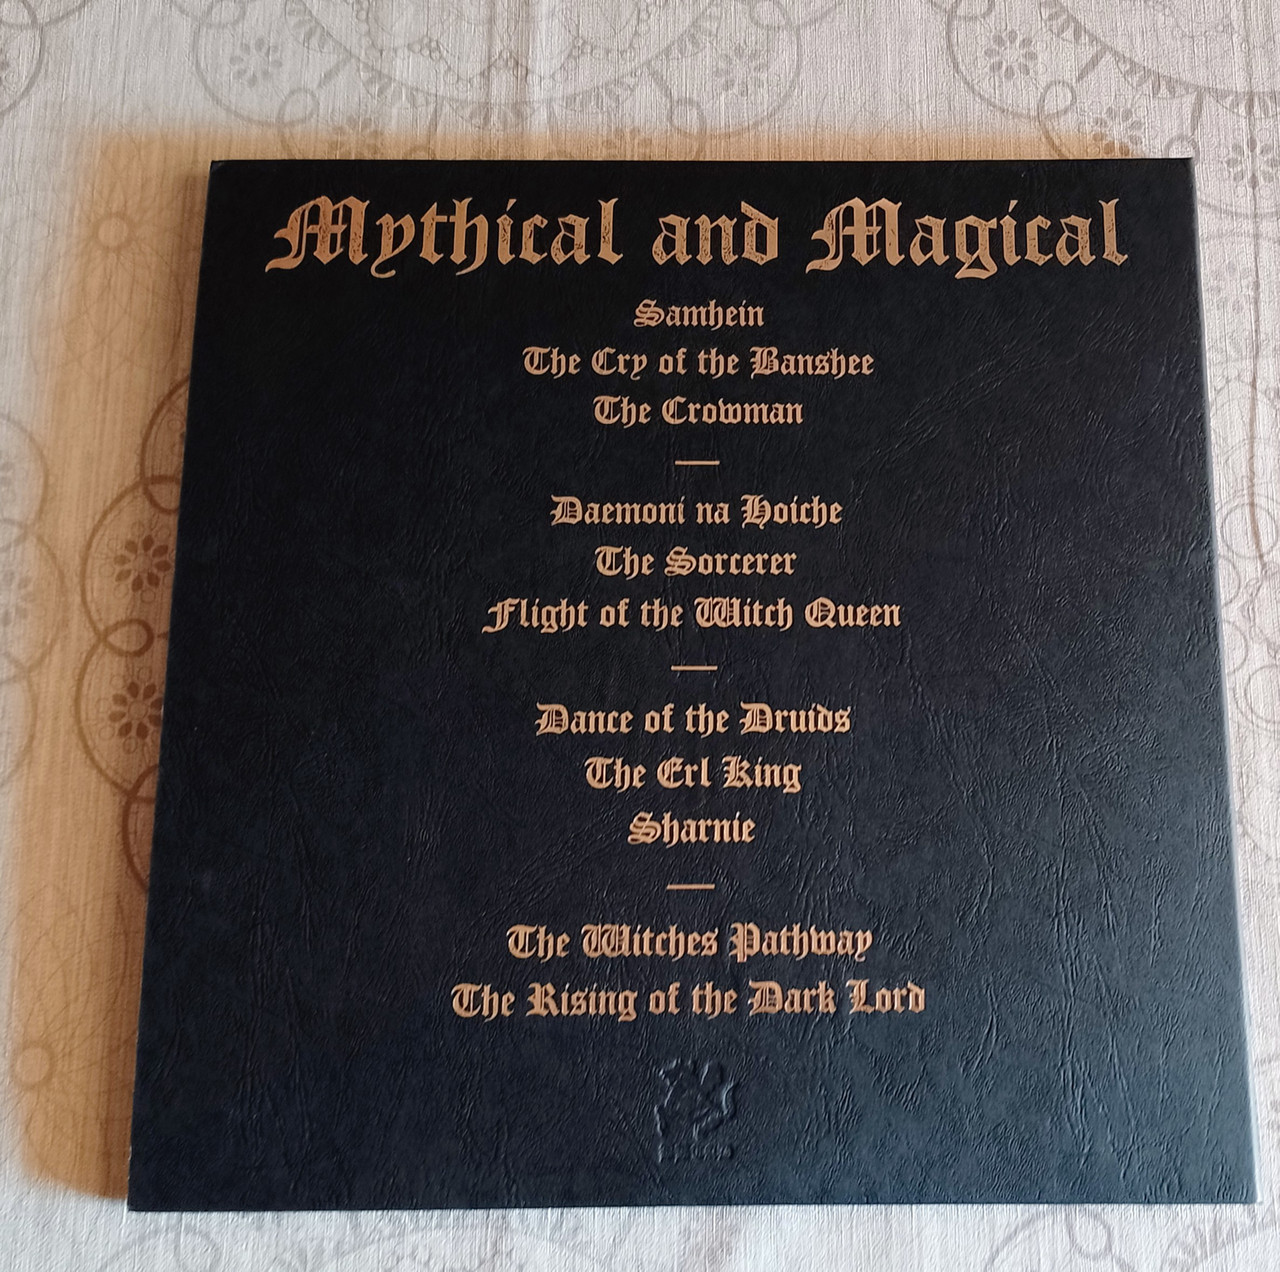 Mythical and Magical
Samhein
The Cry of the Banshee
The Crowman
Daemoni na Hoiche
The Sorcerer
Flight of the Witch Queen
Dance of the Druids
The Erl King
Sharnie
The Witches Pathway
The Rising of the Dark Lord